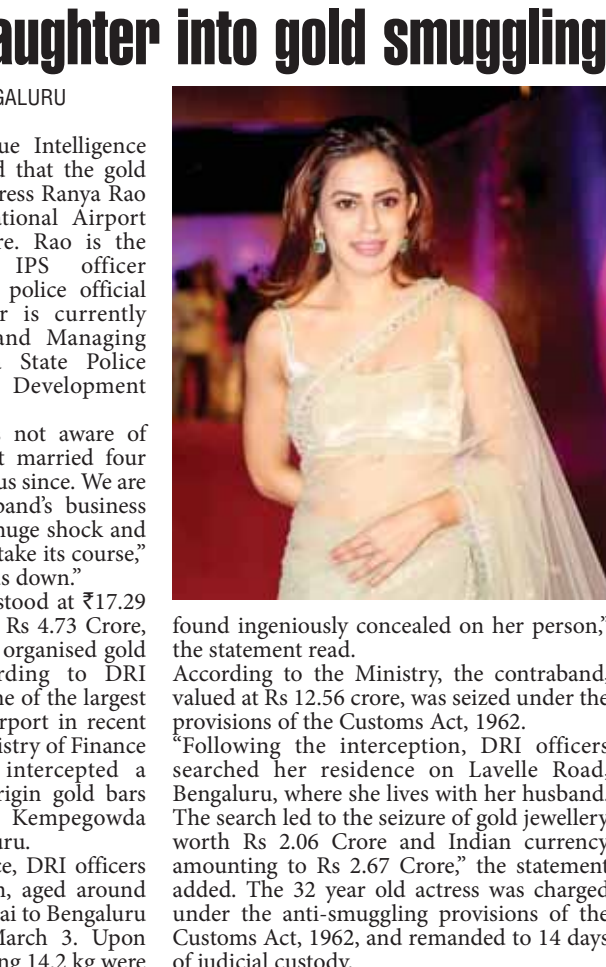 aughter into gold smuggling
GALURU
ue Intelligence
d that the gold
ress Ranya Rao
ational Airport
re. Rao is the
IPS officer
police official
r is currently
and Managing
State Police
Development
not aware of
t married four
us since. We are
band's business
huge shock and
take its course,"
s down."
stood at ₹17.29
Rs 4.73 Crore,
organised gold
rding to DRI
ne of the largest
rport in recent
istry of Finance
intercepted a
rigin gold bars
Kempegowda
uru.
ce, DRI officers
n, aged around
ai to Bengaluru
March 3. Upon
ng 14.2 kg were
found ingeniously concealed on her person,"
the statement read.
According to the Ministry, the contraband,
valued at Rs 12.56 crore, was seized under the
provisions of the Customs Act, 1962.
"Following the interception, DRI officers
searched her residence on Lavelle Road,
Bengaluru, where she lives with her husband.
The search led to the seizure of gold jewellery
worth Rs 2.06 Crore and Indian currency
amounting to Rs 2.67 Crore," the statement
added. The 32 year old actress was charged
under the anti-smuggling provisions of the
Customs Act, 1962, and remanded to 14 days
of judicial custody.